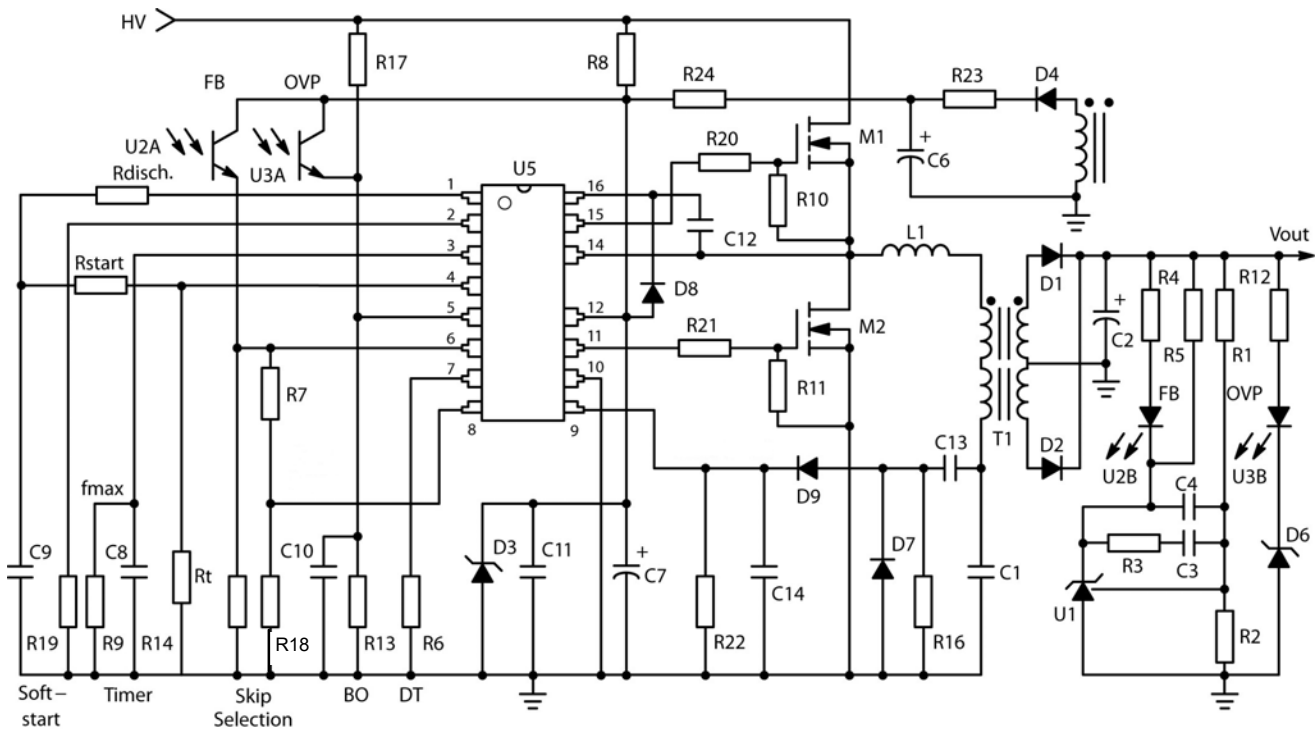 HV
R17
R8
FB
OVP
R24
R23
D4
U2A
U3A
Rdisch.
U5
R20
M1
C6
R10
1
16
2
15
3
14
4
5
12
6
11
7
10
8
9
C12
L1
Vout
Rstart
D8
R21
M2
R11
D1
C2
R4
R5
R1
R12
R7
T1
FB
OVP
C13
D2
U2B
U3B
D9
fmax
C4
C9
C8
Rt
C10
D3
C11
C7
C14
D7
C1
R3
C3
D6
U1
R19
R9
R14
R18
R13
R6
R22
R16
R2
Soft–
start
Timer
Skip
Selection
BO
DT